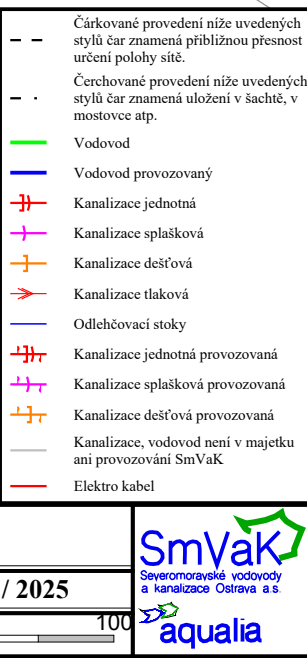 Čárkované provedení níže uvedených
stylů čar znamená přibližnou přesnost
určení polohy sítě.
Čerchované provedení níže uvedených
stylů čar znamená uložení v šachtě, v
mostovce atp.
Vodovod
Vodovod provozovaný
Kanalizace jednotná
Kanalizace splašková
Kanalizace dešťová
Kanalizace tlaková
Odlehčovací stoky
Kanalizace jednotná provozovaná
Kanalizace splašková provozovaná
Kanalizace dešťová provozovaná
Kanalizace, vodovod není v majetku
ani provozování SmVaK
Elektro kabel
SmVaK
Severomoravské vodovody
a kanalizace Ostrava a.s.
/ 2025
100
aqualia